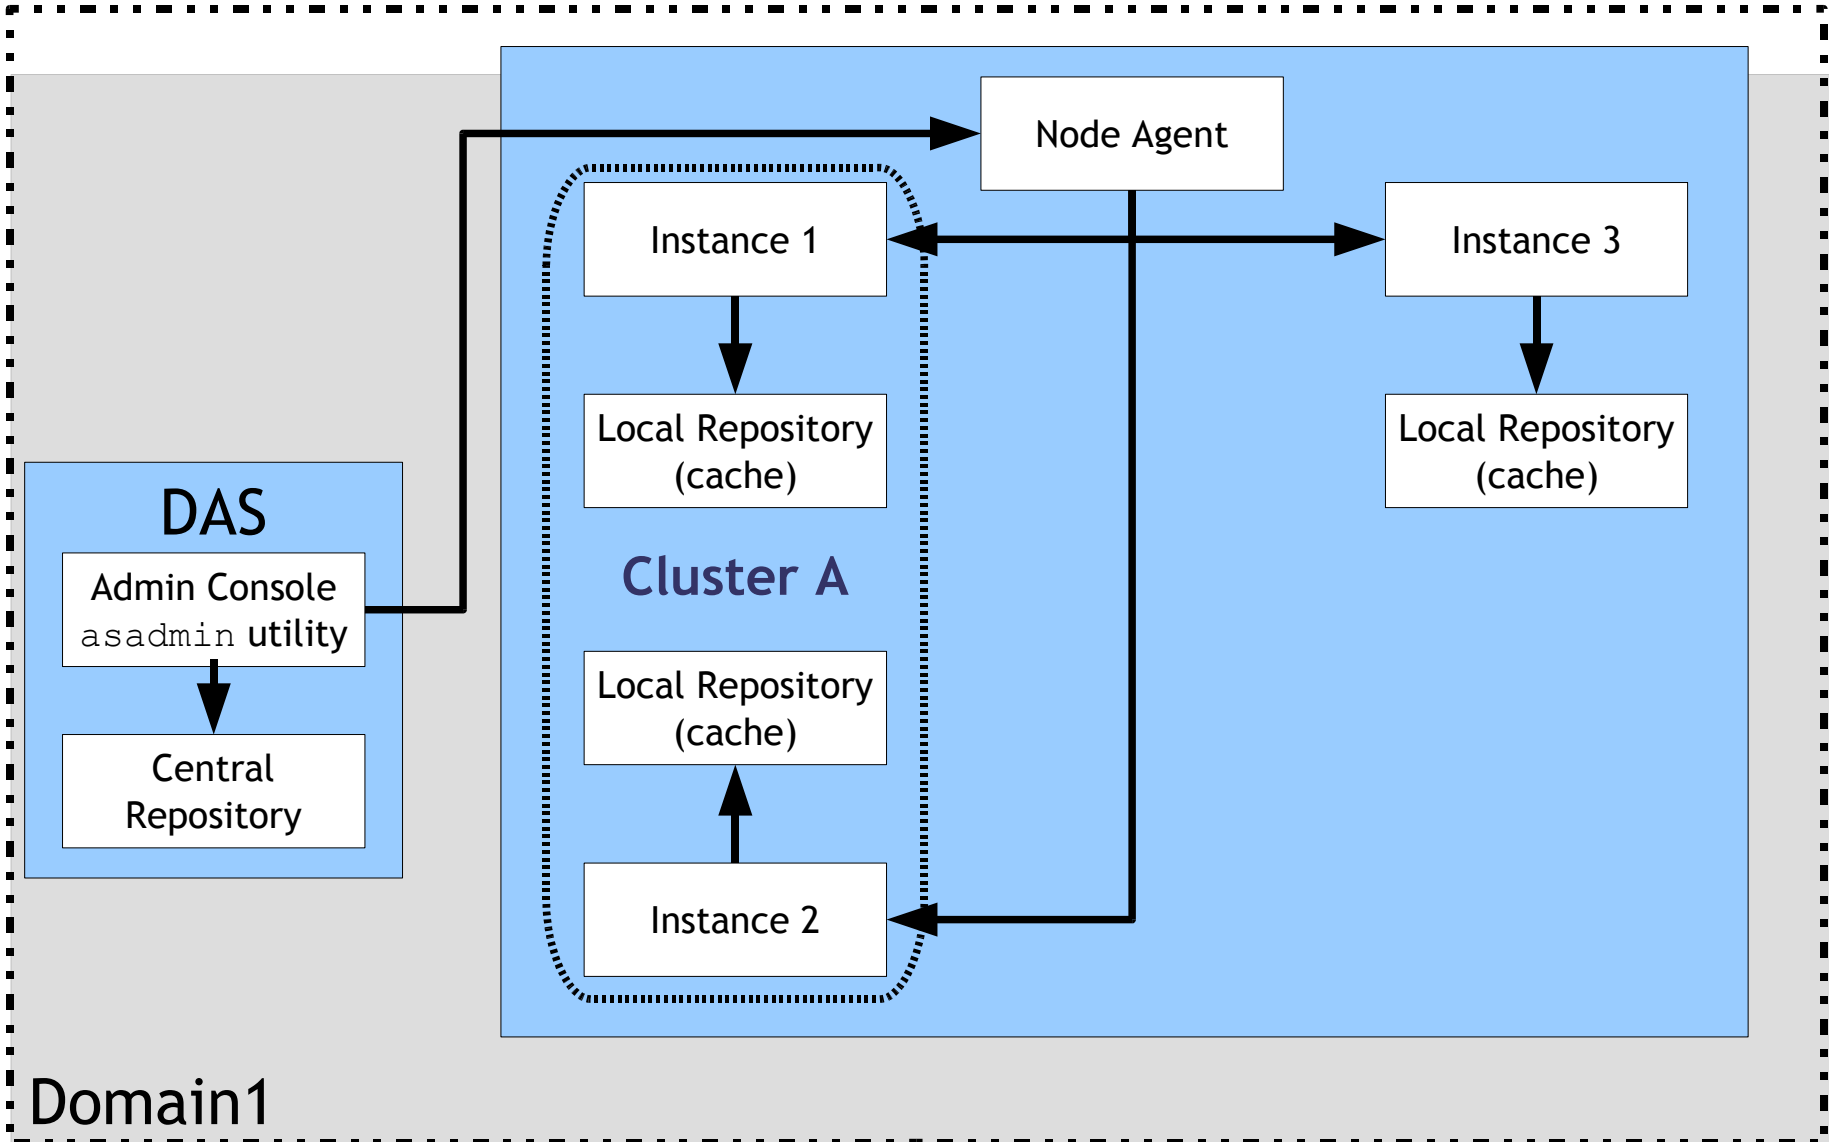 Node Agent
Instance 1
Instance 3
Local Repository
(cache)
Local Repository
(cache)
DAS
Admin Console
asadmin utility
Central
Repository
Cluster A
Local Repository
(cache)
Instance 2
Domain1